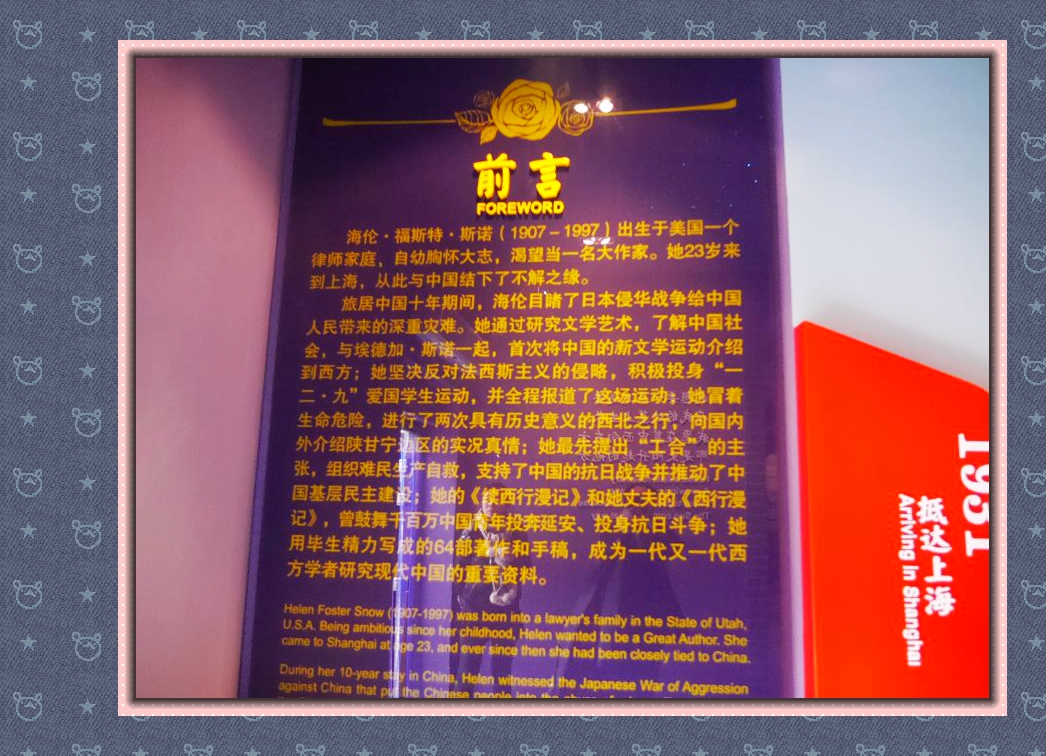 前言
FOREWORD
海伦·福斯特·斯诺(1907－1997)出生于美国一个
律师家庭、自幼胸怀大志，渴望当一名大作家。她23岁来
到上海，从此与中国结下了不解之缘。
旅居中国十年期间，海伦目睹了日本侵华战争给中国
人民带来的深重灾难。她通过研究文学艺术，了解中国社
会，与埃德加·斯诺一起，首次将中国的新文学运动介绍
到西方；她坚决反对法西斯主义的侵略，积极投身“一
二·九”爱国学生运动，并全程报道了这场运动；她冒着
生命危险，进行了两次具有历史意义的西北之行，向国内
外介绍陕甘宁边区的实况真情；她最先提出“工合”的主
张，组织难民生产自救，支持了中国的抗日战争并推动了中
国基层民主建设；她的《续西行漫记》和她丈夫的《西行漫
记》，曾鼓舞千百万中国青年投奔延安、投身抗日斗争；她
用毕生精力写成的64部著作和手稿，成为一代又一代西
方学者研究现代中国的重要资料。
Helen Foster Snow (1907-1997) was born into a lawyer's family in the State of Utah,
U.S.A. Being ambitious since her childhood, Helen wanted to be a Great Author. She
came to Shanghai at age 23, and ever since then she had been closely tied to China.
During her 10-year stay in China, Helen witnessed the Japanese War of Aggression
against China that put the Chinese people into the
1931
抵达上海
Arriving in Shanghai